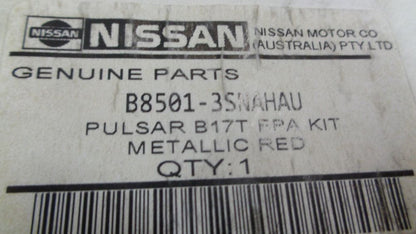 NISSAN
NISSAN
NISSAN MOTOR CO
(AUSTRALIA) PTY.LTD
GENUINE PARTS
B8501-3SNAHAU
PULSAR B17T FPA KIT
METALLIC RED
QTY:1